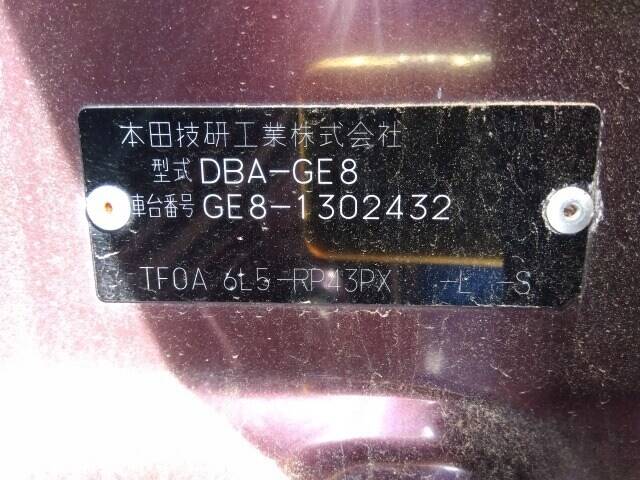 本田技研工業株式会社
型式 DBA-GE8
車台番号 GE8-1302432
TF0A 6L5-RP43PX -L -S